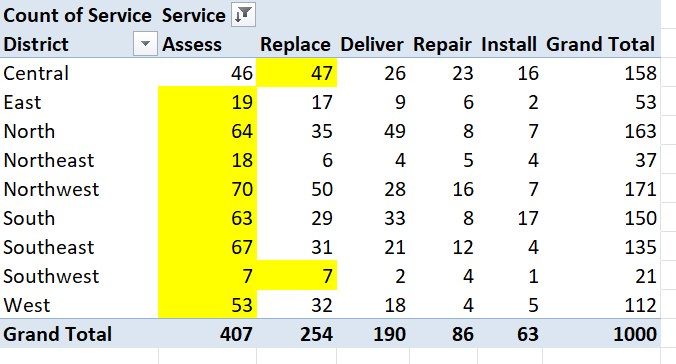 Count of Service Service
District Assess Replace Deliver Repair Install Grand Total
Central 46 47 26 23 16 158
East 19 17 9 6 2 53
North 64 35 49 8 7 163
Northeast 18 6 4 5 4 37
Northwest 70 50 28 16 7 171
South 63 29 33 8 17 150
Southeast 67 31 21 12 4 135
Southwest 7 7 2 4 1 21
West 53 32 18 4 5 112
Grand Total 407 254 190 86 63 1000